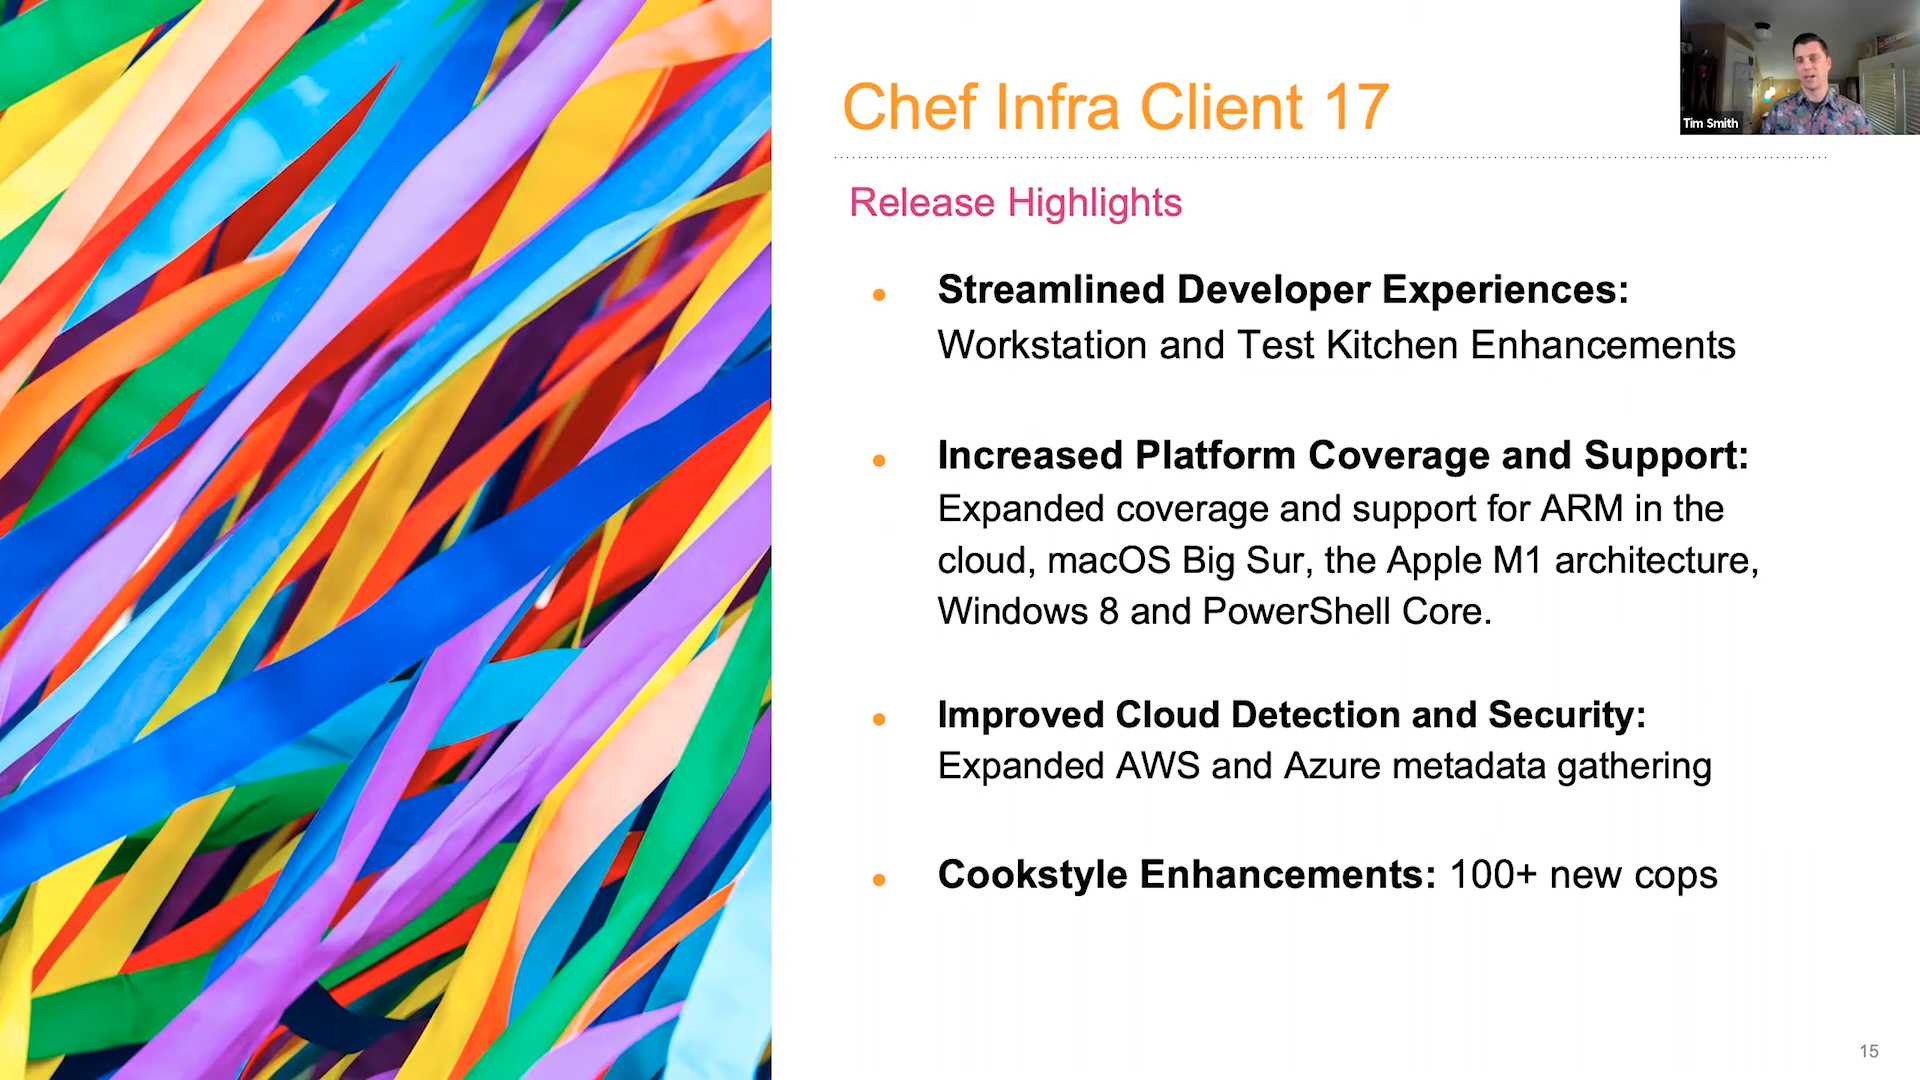 Chef Infra Client 17
Tim Smith
Release Highlights
Streamlined Developer Experiences:
Workstation and Test Kitchen Enhancements
Increased Platform Coverage and Support:
Expanded coverage and support for ARM in the
cloud, macOS Big Sur, the Apple M1 architecture,
Windows 8 and PowerShell Core.
Improved Cloud Detection and Security:
Expanded AWS and Azure metadata gathering
Cookstyle Enhancements: 100+ new cops
15